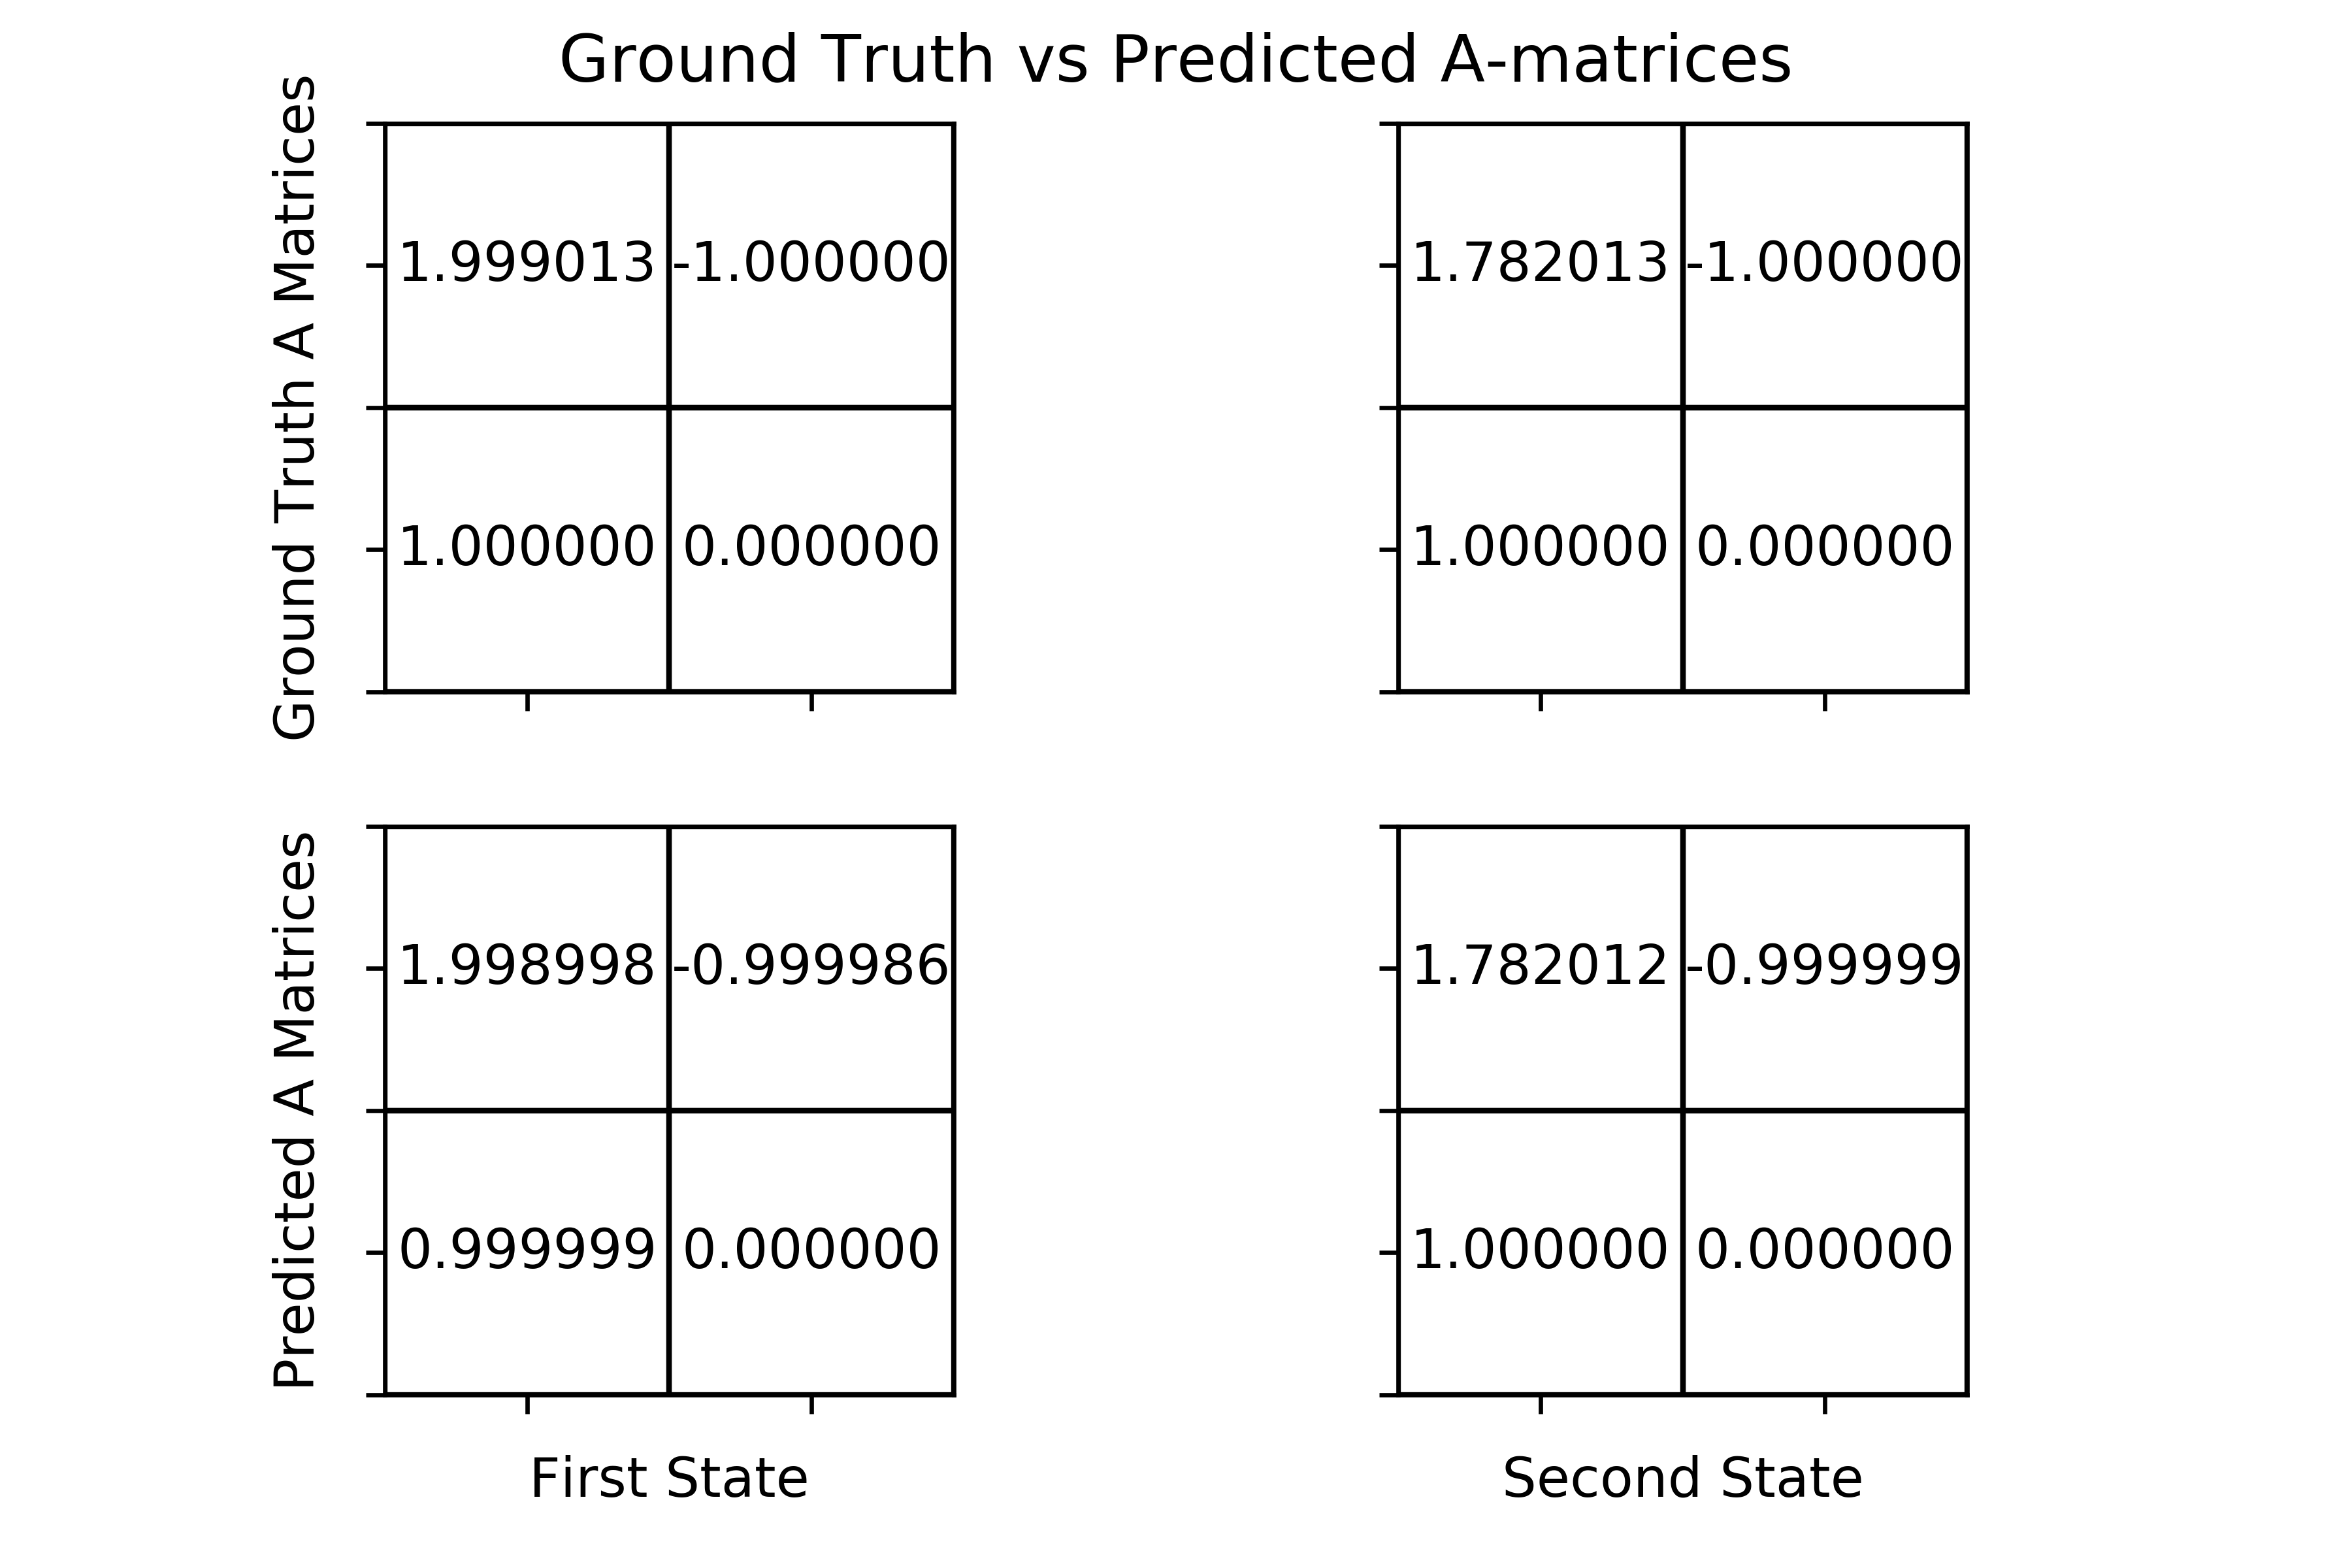 Ground Truth vs Predicted A-matrices
Ground Truth A Matrices
1.999013 -1.000000
1.000000 0.000000
1.782013 -1.000000
1.000000 0.000000
Predicted A Matrices
1.998998 -0.999986
0.999999 0.000000
1.782012 -0.999999
1.000000 0.000000
First State
Second State